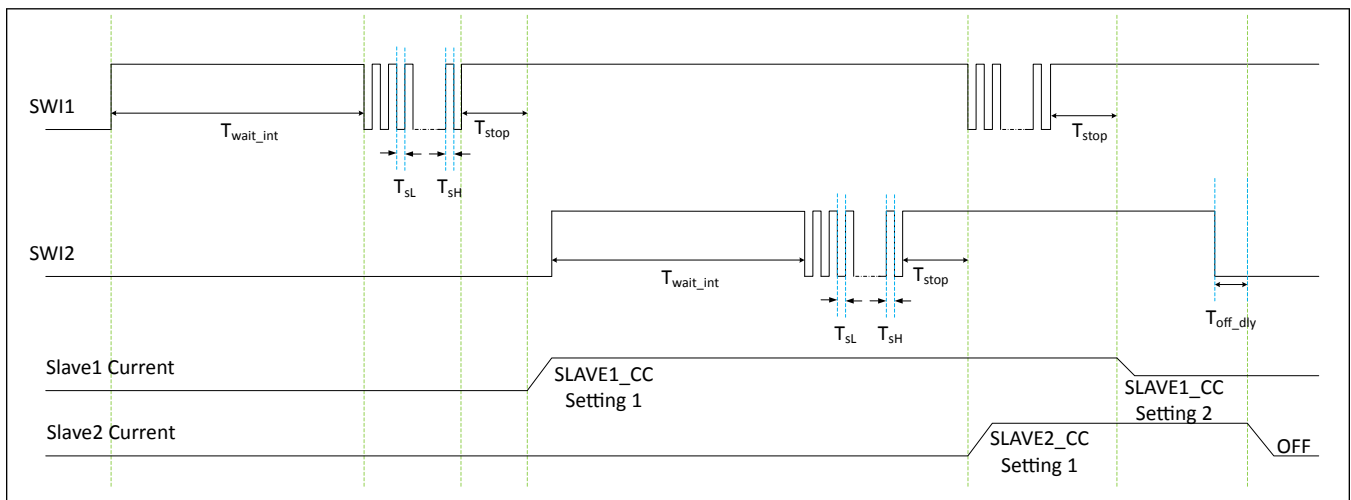 SWI1
T_wait_int
T_stop
T_stop
T_sL
T_sH
SWI2
T_wait_int
T_stop
T_sL
T_sH
T_off_dly
Slave1 Current
SLAVE1_CC
Setting 1
SLAVE1_CC
Setting 2
Slave2 Current
SLAVE2_CC
Setting 1
OFF